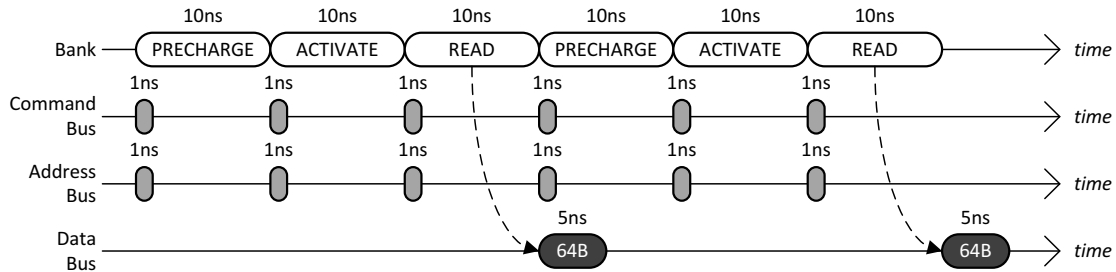 10ns 10ns 10ns 10ns 10ns 10ns
Bank PRECHARGE ACTIVATE READ PRECHARGE ACTIVATE READ time
1ns 1ns 1ns 1ns 1ns 1ns
Command
Bus time
1ns 1ns 1ns 1ns 1ns 1ns
Address
Bus time
5ns 5ns
Data
Bus 64B 64B time